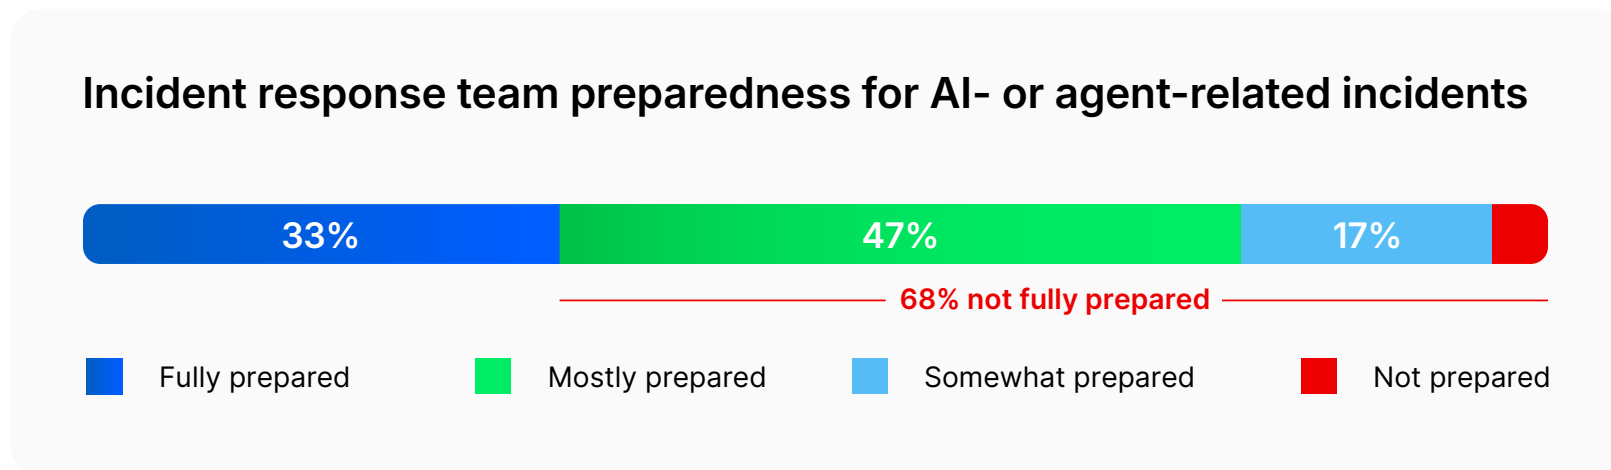 Incident response team preparedness for AI- or agent-related incidents
33% 47% 17%
68% not fully prepared
Fully prepared Mostly prepared Somewhat prepared Not prepared